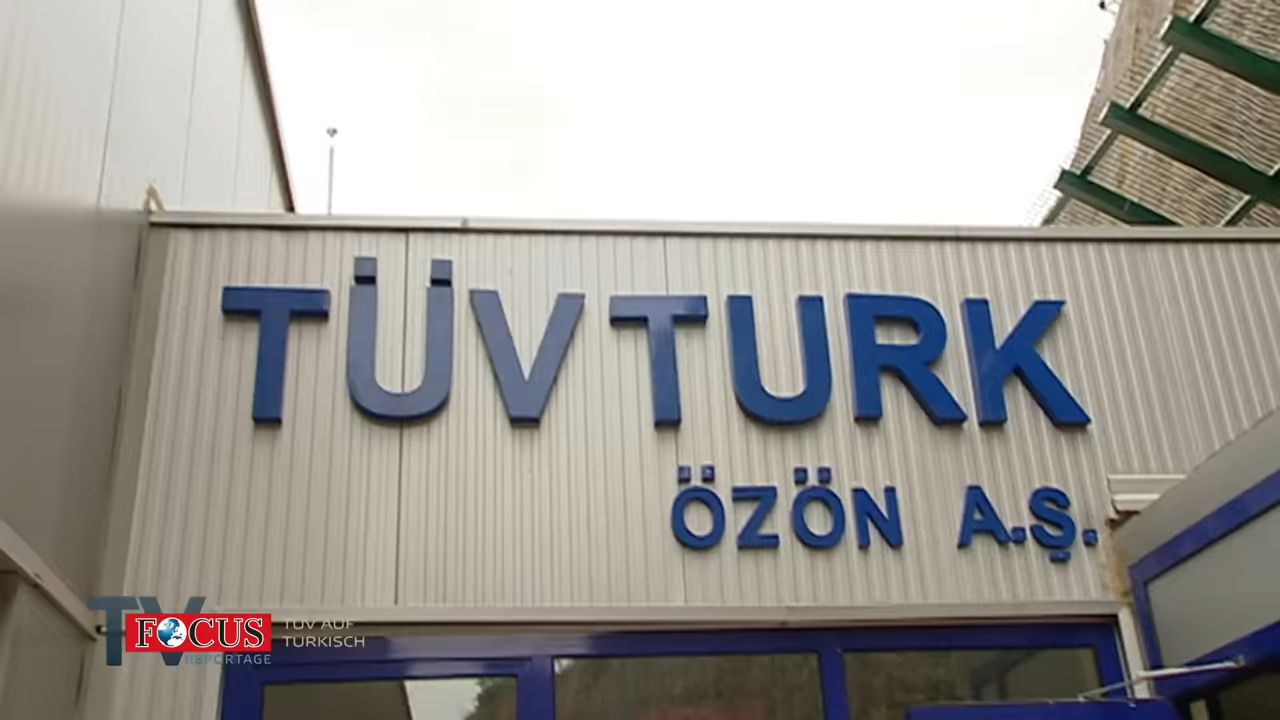 TÜVTURK
ÖZÖN A.Ş.
TV
FOCUS
REPORTAGE
TÜV AUF
TÜRKISCH